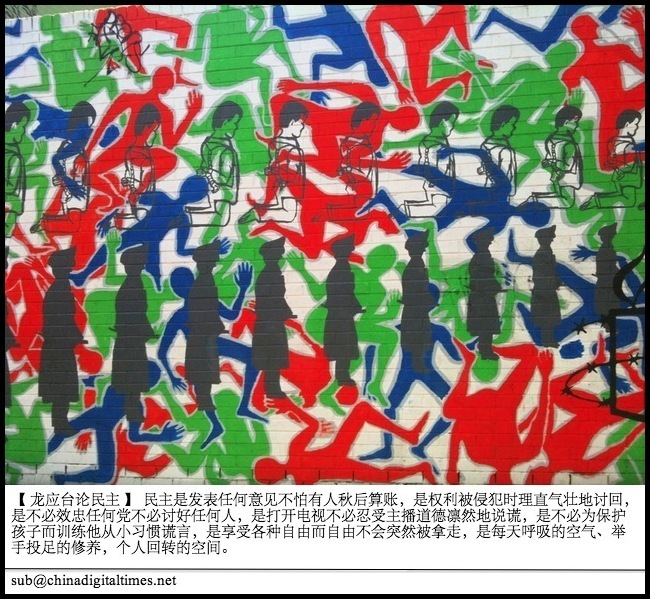 【 龙应台论民主 】 民主是发表任何意见不怕有人秋后算账，是权利被侵犯时理直气壮地讨回，
是不必效忠任何党不必讨好任何人，是打开电视不必忍受主播道德凛然地说谎，是不必为保护
孩子而训练他从小习惯谎言，是享受各种自由而自由不会突然被拿走，是每天呼吸的空气、举
手投足的修养，个人回转的空间。
sub@chinadigitaltimes.net